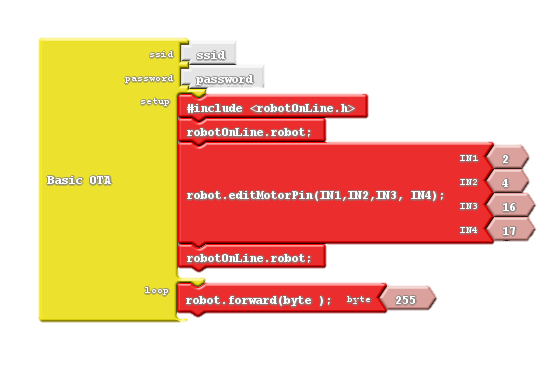 ssid ssid
password password
setup
#include <robotOnLine.h>
robotOnLine.robot;
IN1 2
IN2 4
Basic OTA
robot.editMotorPin(IN1,IN2,IN3, IN4);
IN3 16
IN4 17
robotOnLine.robot;
loop
robot.forward(byte ); byte 255